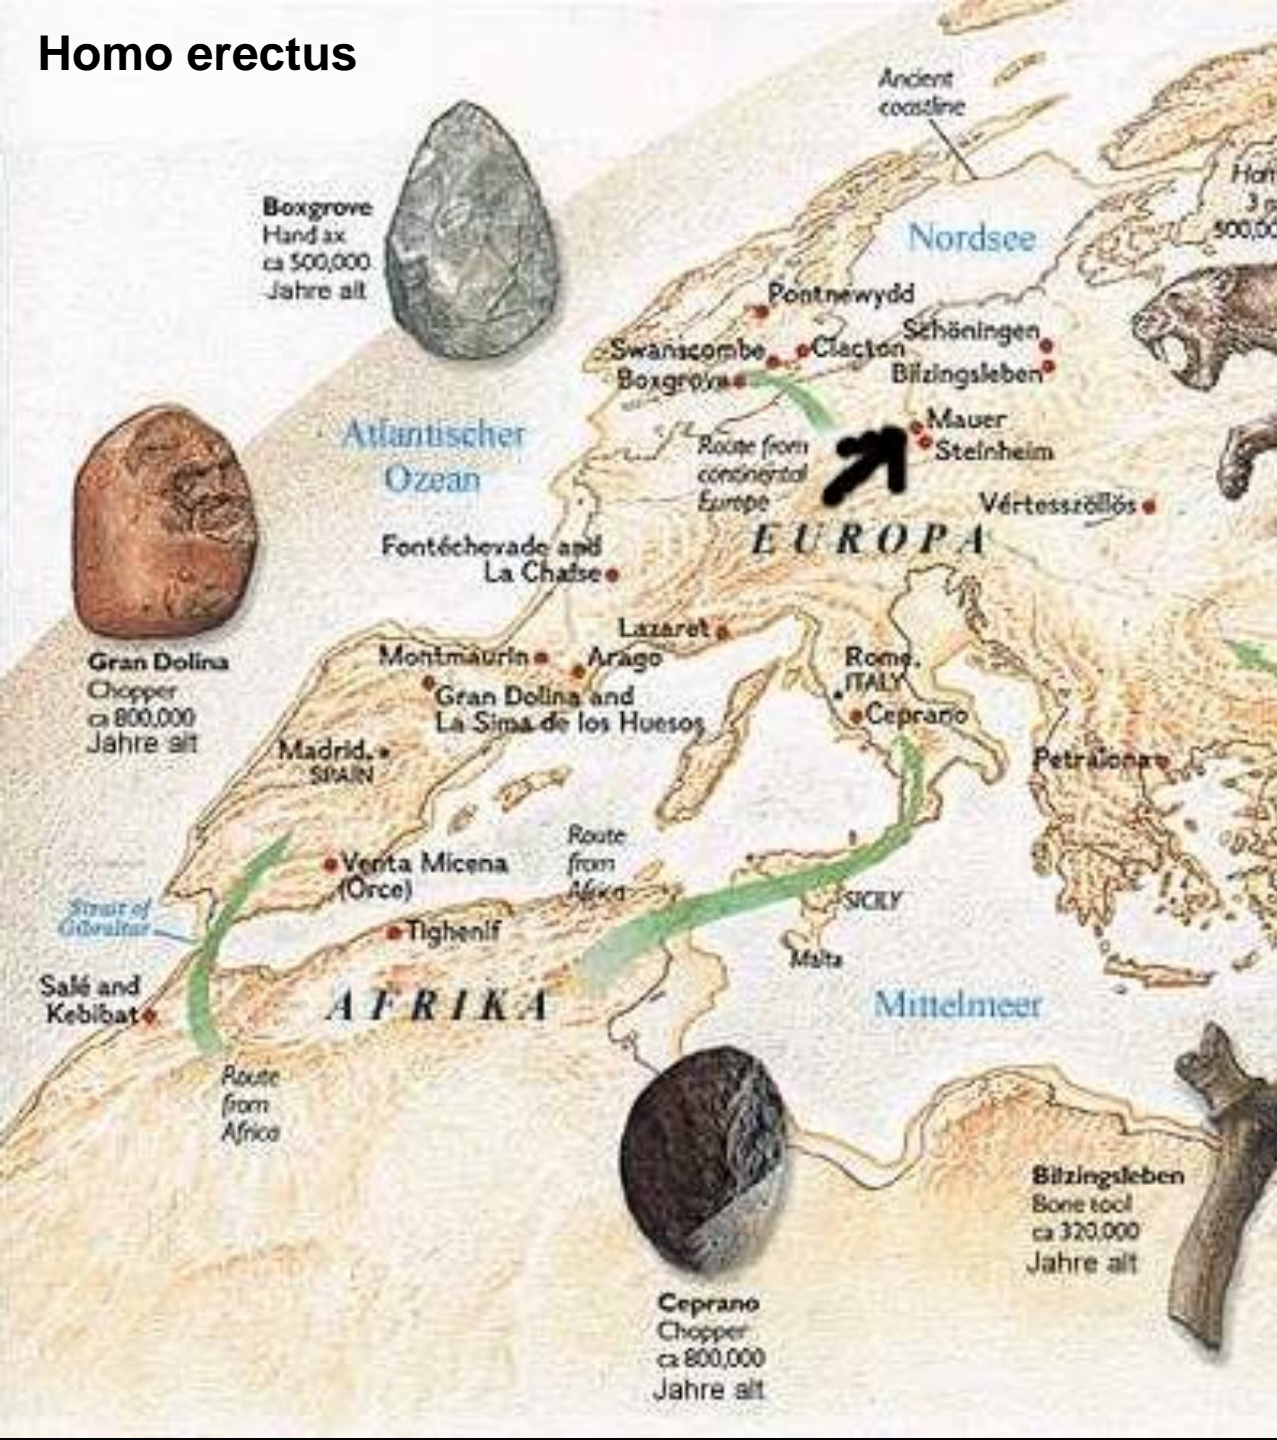 Homo erectus
Ancient
coastline
Boxgrove
Hand ax
ca 500,000
Jahre alt
Nordsee
3
Pontnewydd
Schöningen
Swanscombe
Clacton
Bilzingsleben
Boxgrove
Mauer
Steinheim
Atlantischer
Ozean
Route from
continental
Europe
Vértesszöllös
EUROPA
Fontéchevade and
La Chaise
Lazaret
Montmaurin
Arago
Rome,
ITALY
Gran Dolina
Chopper
ca 800,000
Jahre alt
Gran Dolina and
La Sima de los Huesos
Ceprano
Madrid,
SPAIN
Petralona
Route
from
Africa
Venta Micena
(Orce)
SICILY
Strait of
Gibraltar
Tighenif
Malta
Salé and
Kebibat
AFRIKA
Mittelmeer
Route
from
Africa
Bilzingsleben
Bone tool
ca 320,000
Jahre alt
Ceprano
Chopper
ca 800,000
Jahre alt